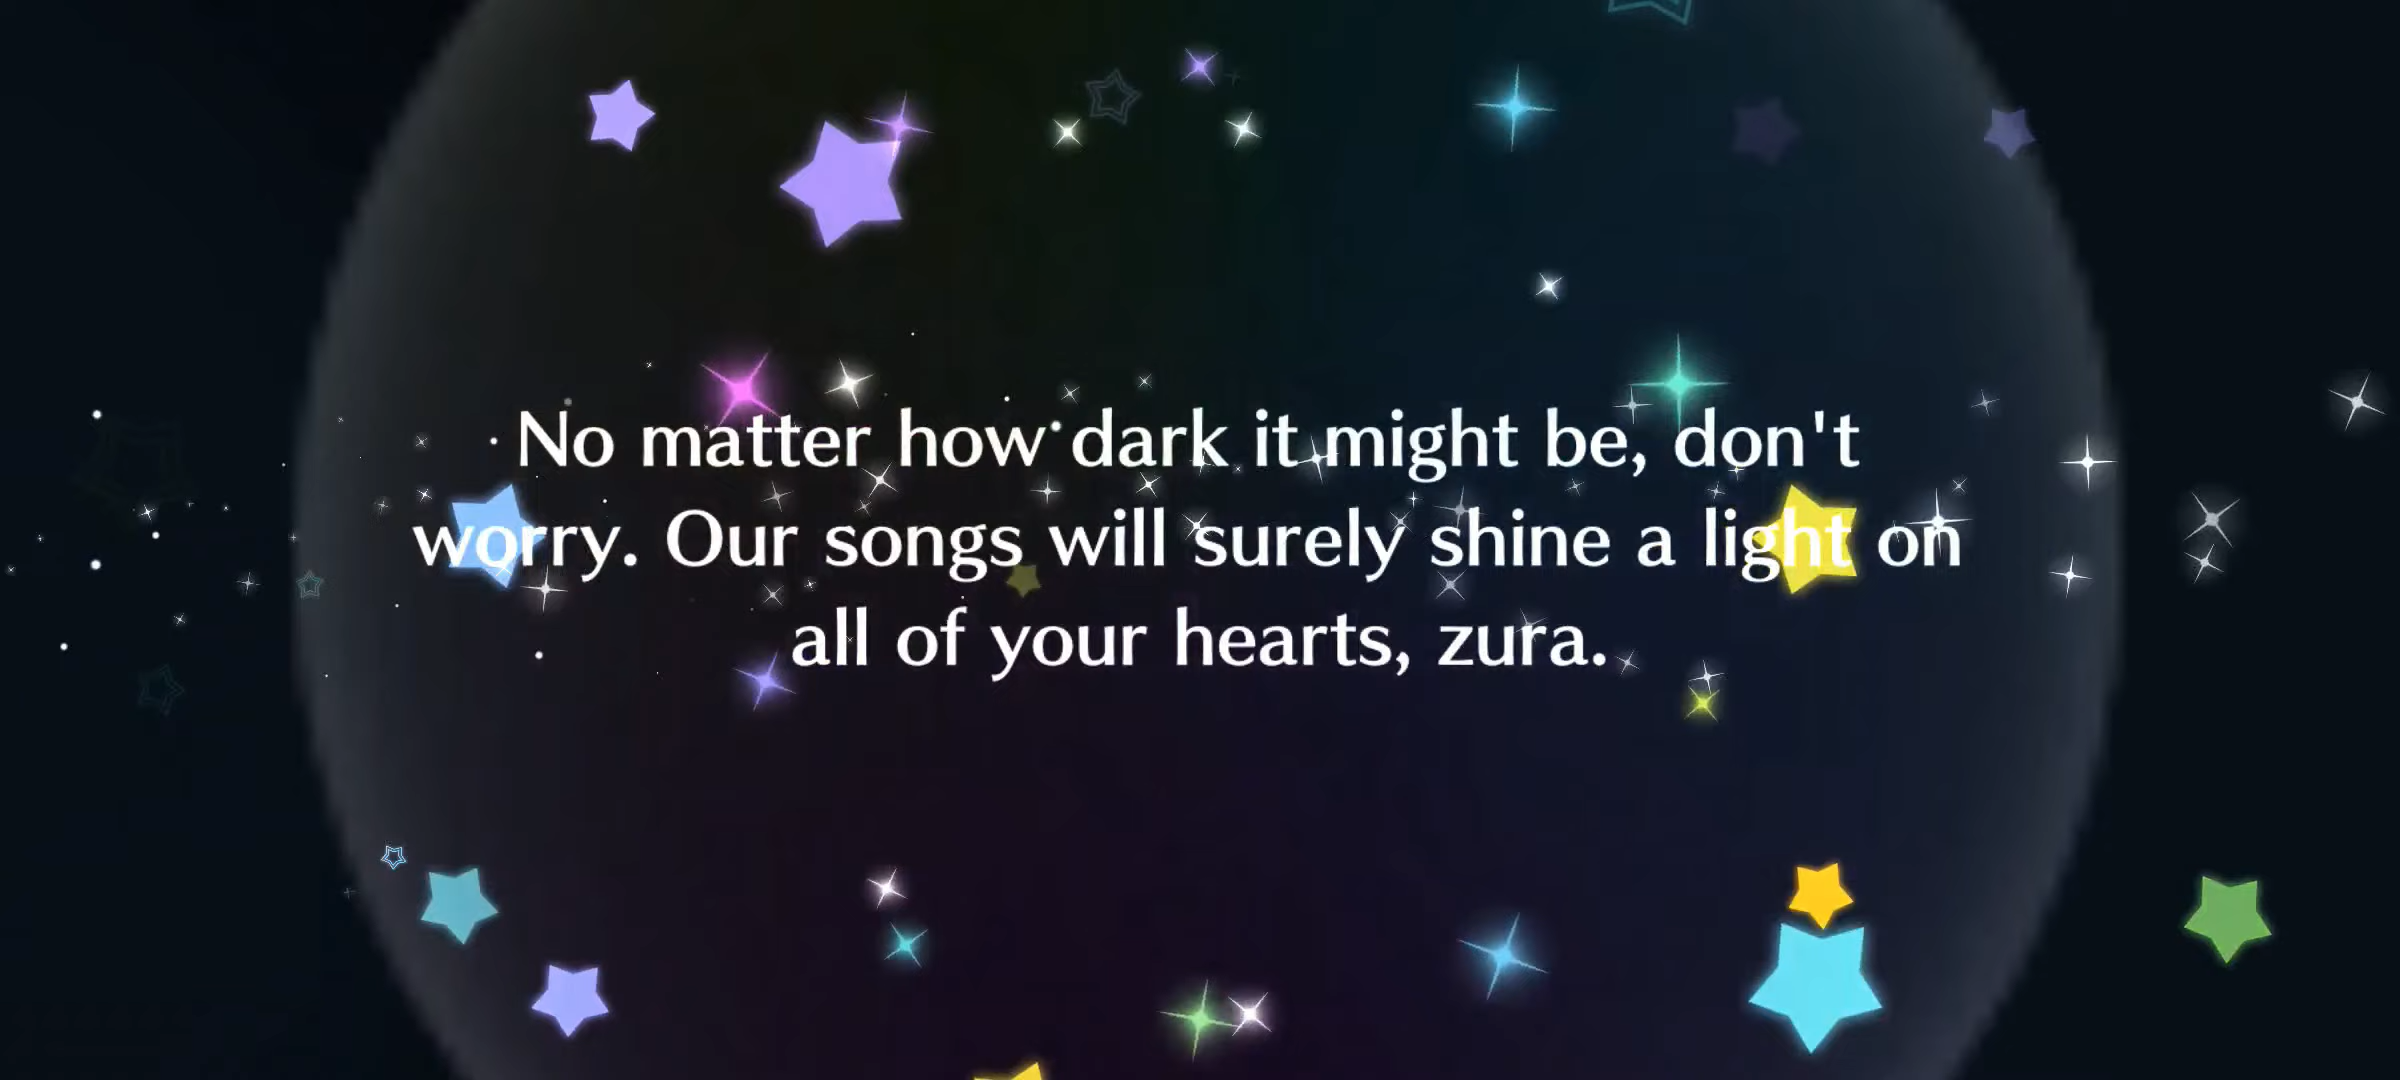 No matter how dark it might be, don't
worry. Our songs will surely shine a light on
all of your hearts, zura.